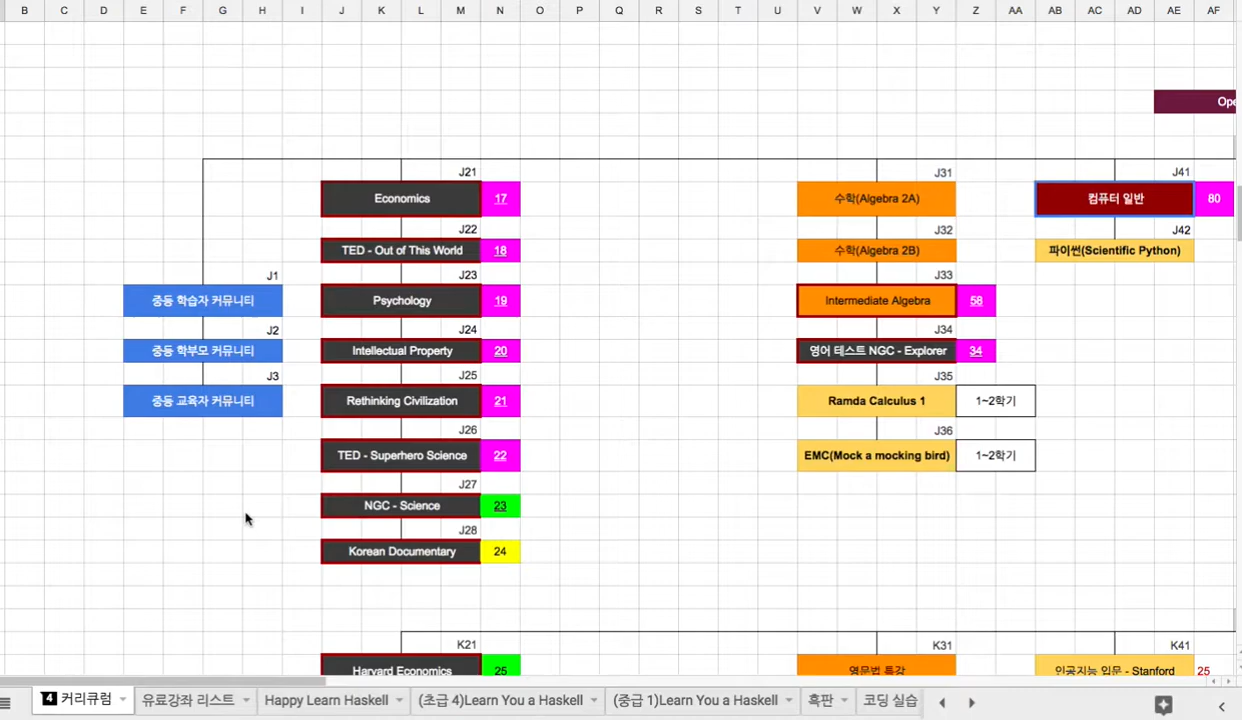 B C D E F G H I J K L M N O P Q R S T U V W X Y Z AA AB AC AD AE AF
Ope
J21 J31 J41
Economics 17 수학(Algebra 2A) 컴퓨터 일반 80
J22 J32 J42
TED - Out of This World 18 수학(Algebra 2B) 파이썬(Scientific Python)
J1 J23 J33
중등 학습자 커뮤니티 Psychology 19 Intermediate Algebra 58
J2 J24 J34
중등 학부모 커뮤니티 Intellectual Property 20 영어 테스트 NGC - Explorer 34
J3 J25 J35
중등 교육자 커뮤니티 Rethinking Civilization 21 Ramda Calculus 1 1~2학기
J26 J36
TED - Superhero Science 22 EMC(Mock a mocking bird) 1~2학기
J27
NGC - Science 23
J28
Korean Documentary 24
K21 K31 K41
Harvard Economics 25 영문법 특강 인공지능 입문 - Stanford 25
4 커리큐럼 유료강좌 리스트 Happy Learn Haskell (초급 4)Learn You a Haskell (중급 1)Learn You a Haskell 흑판 코딩 실습